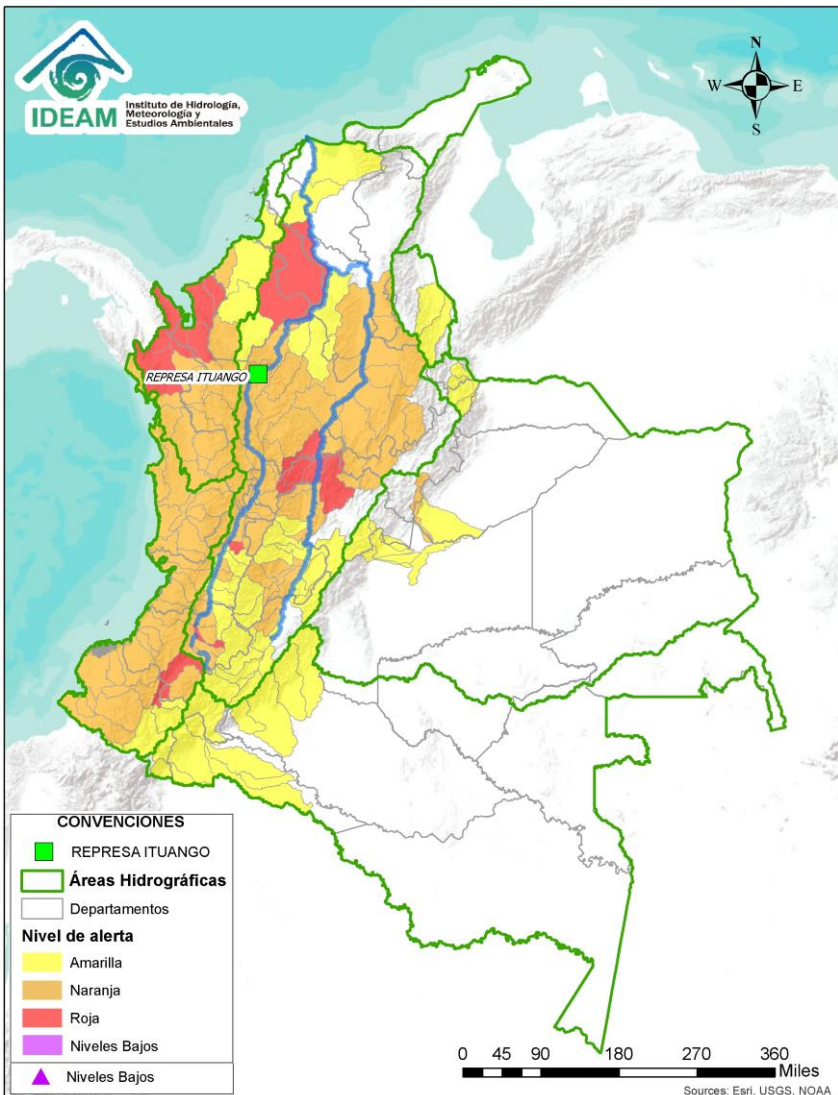 IDEAM
Instituto de Hidrología,
Meteorología y
Estudios Ambientales
N
W
E
S
REPRESA ITUANGO
CONVENCIONES
REPRESA ITUANGO
Áreas Hidrográficas
Departamentos
Nivel de alerta
Amarilla
Naranja
Roja
Niveles Bajos
Niveles Bajos
0 45 90 180 270 360
Miles
Sources: Esri, USGS, NOAA